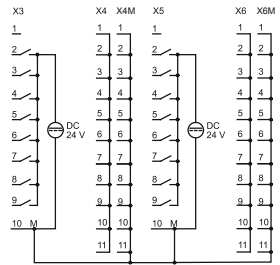 X3 X4 X4M X5 X6 X6M
1 1 1 1 1 1
2 2 2 2 2 2
3 3 3 3 3 3
4 4 4 4 4 4
5 5 5 5 5 5
DC DC
24 V 24 V
6 6 6 6 6 6
7 7 7 7 7 7
8 8 8 8 8 8
9 9 9 9 9 9
10 M 10 10 10 M 10 10
11 11 11 11